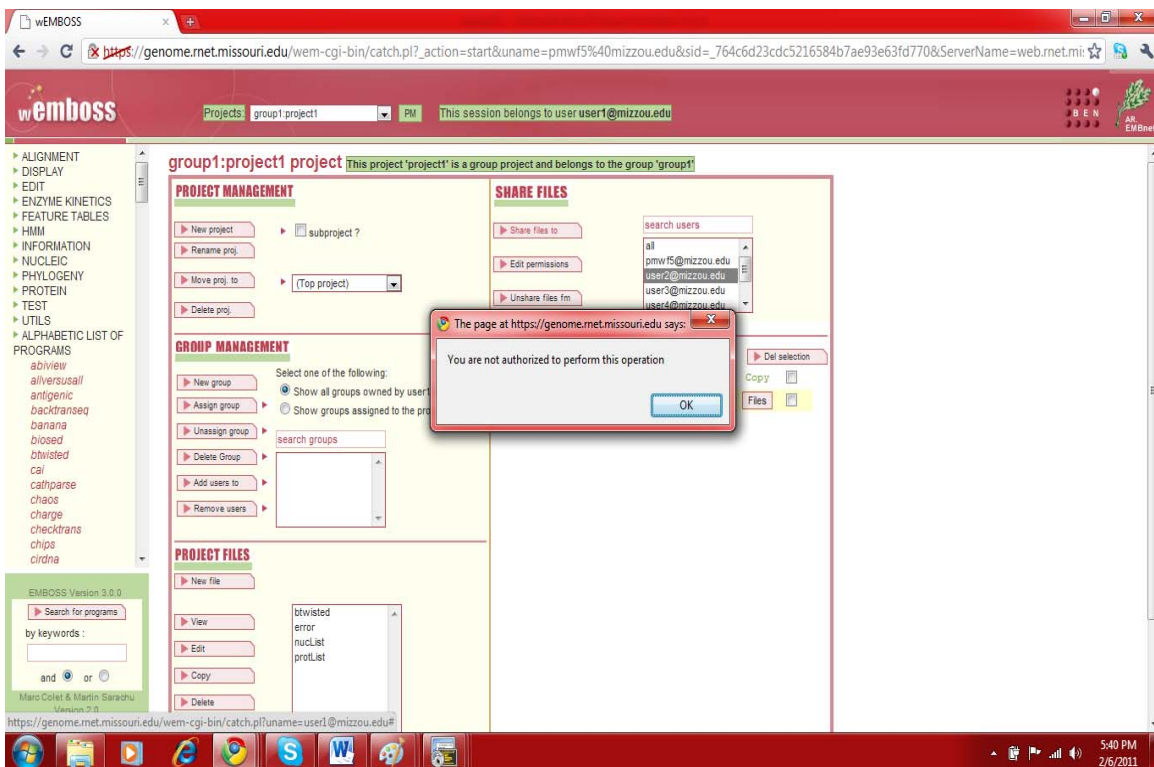 wEMBOSS
https://genome.rnet.missouri.edu/wem-cgi-bin/catch.pl?_action=start&uname=pmwf5%40mizzou.edu&sid=_764c6d23cdc5216584b7ae93e63fd770&ServerName=web.rnet.mi:
wemboss
Projects: group1:project1 PM This session belongs to user user1@mizzou.edu
BEN
AR.
EMBnet
ALIGNMENT
DISPLAY
EDIT
ENZYME KINETICS
FEATURE TABLES
HMM
INFORMATION
NUCLEIC
PHYLOGENY
PROTEIN
TEST
UTILS
ALPHABETIC LIST OF
PROGRAMS
abiview
allversusall
antigenic
backtranseq
banana
biosed
btwisted
cai
cathparse
chaos
charge
checktrans
chips
cirdna
EMBOSS Version 3.0.0
Search for programs
by keywords :
and or
Marc Colet & Martin Sarachu
Version 2.0
group1:project1 project This project 'project1' is a group project and belongs to the group 'group1'
PROJECT MANAGEMENT
New project subproject ?
Rename proj.
Move proj. to (Top project)
Delete proj.
GROUP MANAGEMENT
Select one of the following:
New group Show all groups owned by user1
Assign group Show groups assigned to the pro
Unassign group search groups
Delete Group
Add users to
Remove users
PROJECT FILES
New file
View
Edit
Copy
Delete
btwisted
error
nucList
protList
SHARE FILES
search users
Share files to
Edit permissions
Unshare files fm
all
pmwf5@mizzou.edu
user2@mizzou.edu
user3@mizzou.edu
user4@mizzou.edu
Del selection
Copy
Files
The page at https://genome.rnet.missouri.edu says:
You are not authorized to perform this operation
OK
https://genome.rnet.missouri.edu/wem-cgi-bin/catch.pl?uname=user1@mizzou.edu#
5:40 PM
2/6/2011